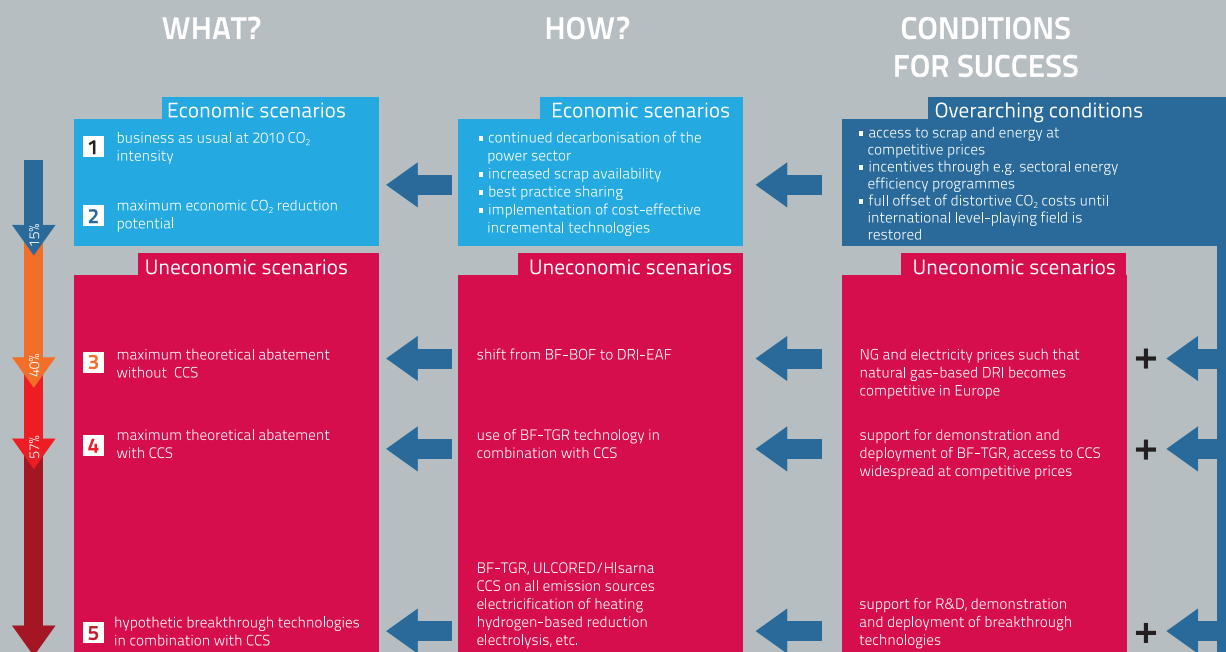 WHAT?
HOW?
CONDITIONS
FOR SUCCESS
Economic scenarios
1
business as usual at 2010 CO₂
intensity
2
maximum economic CO₂ reduction
potential
Economic scenarios
▪ continued decarbonisation of the
power sector
▪ increased scrap availability
▪ best practice sharing
▪ implementation of cost-effective
incremental technologies
Overarching conditions
▪ access to scrap and energy at
competitive prices
▪ incentives through e.g. sectoral energy
efficiency programmes
▪ full offset of distortive CO₂ costs until
international level-playing field is
restored
15%
Uneconomic scenarios
Uneconomic scenarios
Uneconomic scenarios
40%
3
maximum theoretical abatement
without CCS
shift from BF-BOF to DRI-EAF
NG and electricity prices such that
natural gas-based DRI becomes
competitive in Europe
+
57%
4
maximum theoretical abatement
with CCS
use of BF-TGR technology in
combination with CCS
support for demonstration and
deployment of BF-TGR, access to CCS
widespread at competitive prices
+
5
hypothetic breakthrough technologies
in combination with CCS
BF-TGR, ULCORED/HIsarna
CCS on all emission sources
electricification of heating
hydrogen-based reduction
electrolysis, etc.
support for R&D, demonstration
and deployment of breakthrough
technologies
+